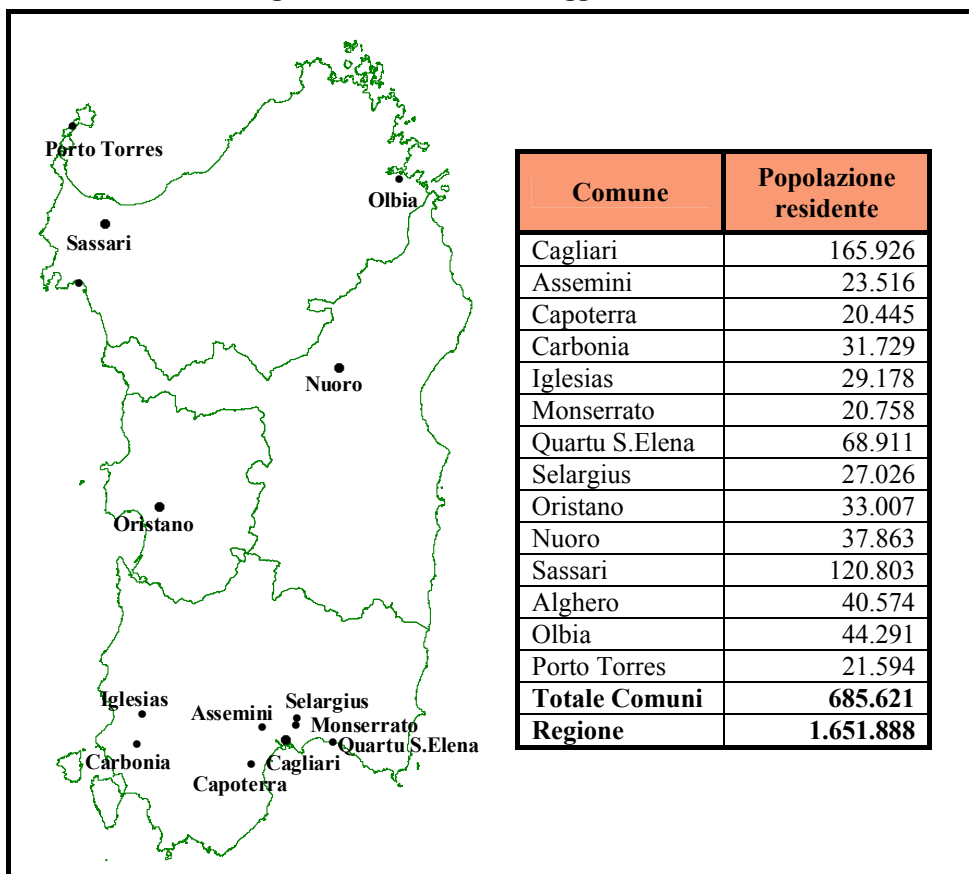 Porto Torres
Olbia
Sassari
Nuoro
Oristano
Iglesias
Selargius
Assemini
Monserrato
Quartu S.Elena
Carbonia
Cagliari
Capoterra
Comune Popolazione residente
Cagliari 165.926
Assemini 23.516
Capoterra 20.445
Carbonia 31.729
Iglesias 29.178
Monserrato 20.758
Quartu S.Elena 68.911
Selargius 27.026
Oristano 33.007
Nuoro 37.863
Sassari 120.803
Alghero 40.574
Olbia 44.291
Porto Torres 21.594
Totale Comuni 685.621
Regione 1.651.888